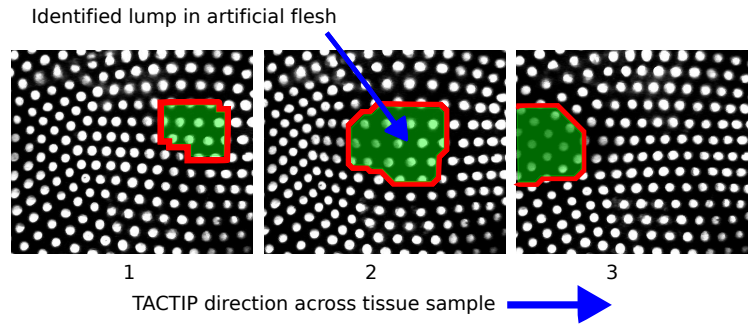 Identified lump in artificial flesh
1
2
3
TACTIP direction across tissue sample